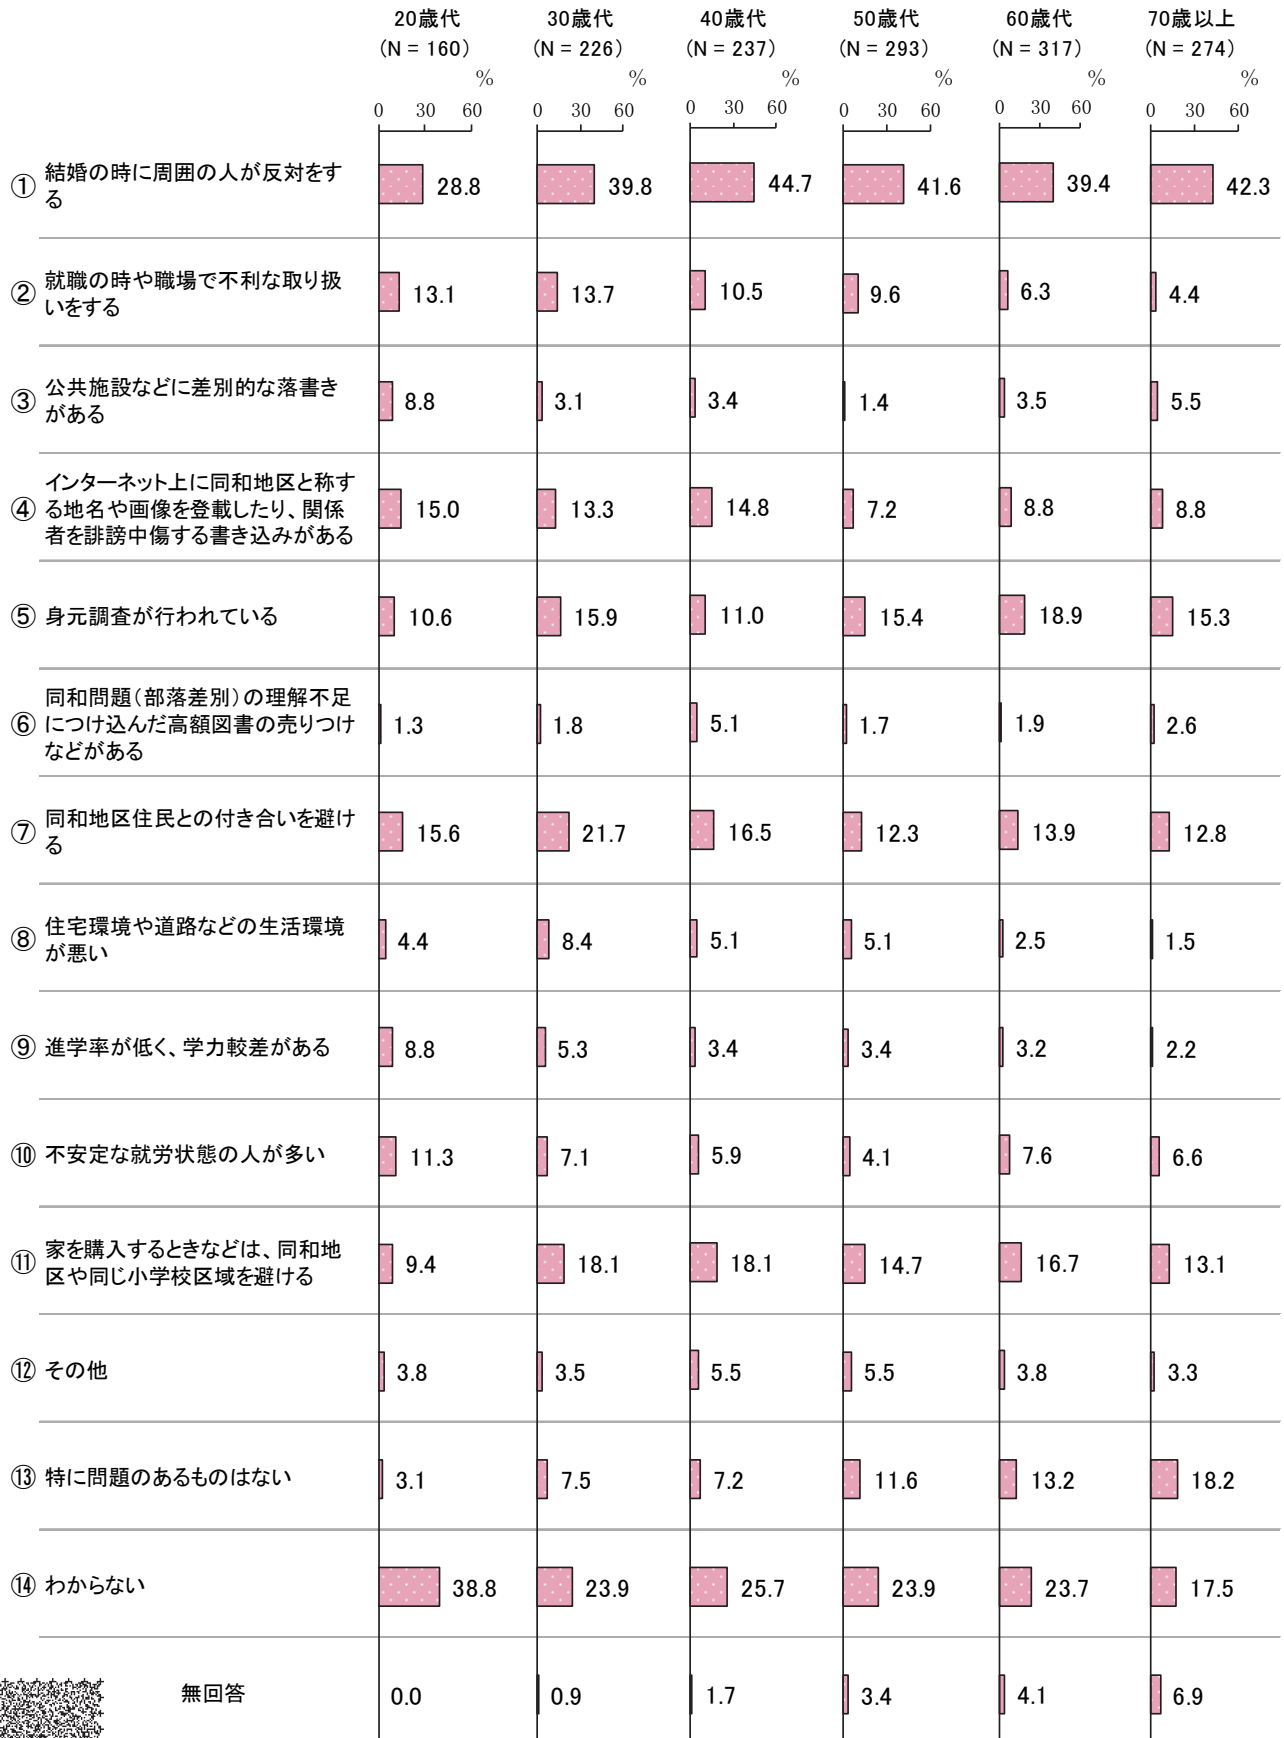 20歳代 30歳代 40歳代 50歳代 60歳代 70歳以上
（N = 160） （N = 226） （N = 237） （N = 293） （N = 317） （N = 274）
% % % % % %
0 30 60 0 30 60 0 30 60 0 30 60 0 30 60 0 30 60
① 結婚の時に周囲の人が反対をす
る
28.8 39.8 44.7 41.6 39.4 42.3
② 就職の時や職場で不利な取り扱
いをする
13.1 13.7 10.5 9.6 6.3 4.4
③ 公共施設などに差別的な落書き
がある
8.8 3.1 3.4 1.4 3.5 5.5
④ インターネット上に同和地区と称す
る地名や画像を登載したり、関係
者を誹謗中傷する書き込みがある
15.0 13.3 14.8 7.2 8.8 8.8
⑤ 身元調査が行われている
10.6 15.9 11.0 15.4 18.9 15.3
⑥ 同和問題（部落差別）の理解不足
につけ込んだ高額図書の売りつけ
などがある
1.3 1.8 5.1 1.7 1.9 2.6
⑦ 同和地区住民との付き合いを避け
る
15.6 21.7 16.5 12.3 13.9 12.8
⑧ 住宅環境や道路などの生活環境
が悪い
4.4 8.4 5.1 5.1 2.5 1.5
⑨ 進学率が低く、学力較差がある
8.8 5.3 3.4 3.4 3.2 2.2
⑩ 不安定な就労状態の人が多い
11.3 7.1 5.9 4.1 7.6 6.6
⑪ 家を購入するときなどは、同和地
区や同じ小学校区域を避ける
9.4 18.1 18.1 14.7 16.7 13.1
⑫ その他
3.8 3.5 5.5 5.5 3.8 3.3
⑬ 特に問題のあるものはない
3.1 7.5 7.2 11.6 13.2 18.2
⑭ わからない
38.8 23.9 25.7 23.9 23.7 17.5
無回答
0.0 0.9 1.7 3.4 4.1 6.9